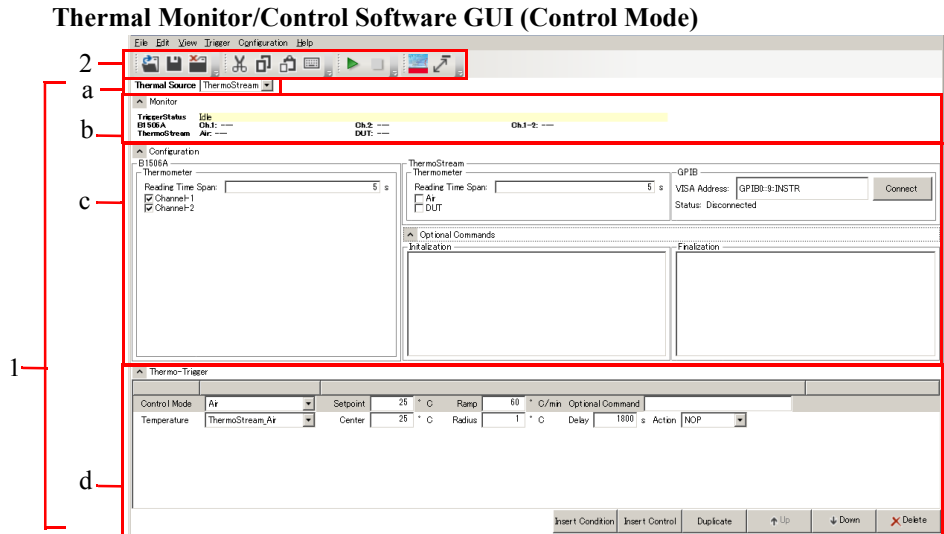 Thermal Monitor/Control Software GUI (Control Mode)
File Edit View Trigger Configuration Help
2
a
Thermal Source ThermoStream
Monitor
b
TriggerStatus Idle
B1506A Ch.1: --- Ch.2: --- Ch.1-2: ---
ThermoStream Air: --- DUT: ---
Configuration
c
B1506A
Thermometer
Reading Time Span: 5 s
Channel-1
Channel-2
ThermoStream
Thermometer
Reading Time Span: 5 s
Air
DUT
GPIB
VISA Address: GPIB0::9::INSTR Connect
Status: Disconnected
Optional Commands
Initialization
Finalization
1
Thermo-Trigger
Control Mode Air Setpoint 25 ° C Ramp 60 ° C/min Optional Command
Temperature ThermoStream_Air Center 25 ° C Radius 1 ° C Delay 1800 s Action NOP
d
Insert Condition Insert Control Duplicate Up Down Delete